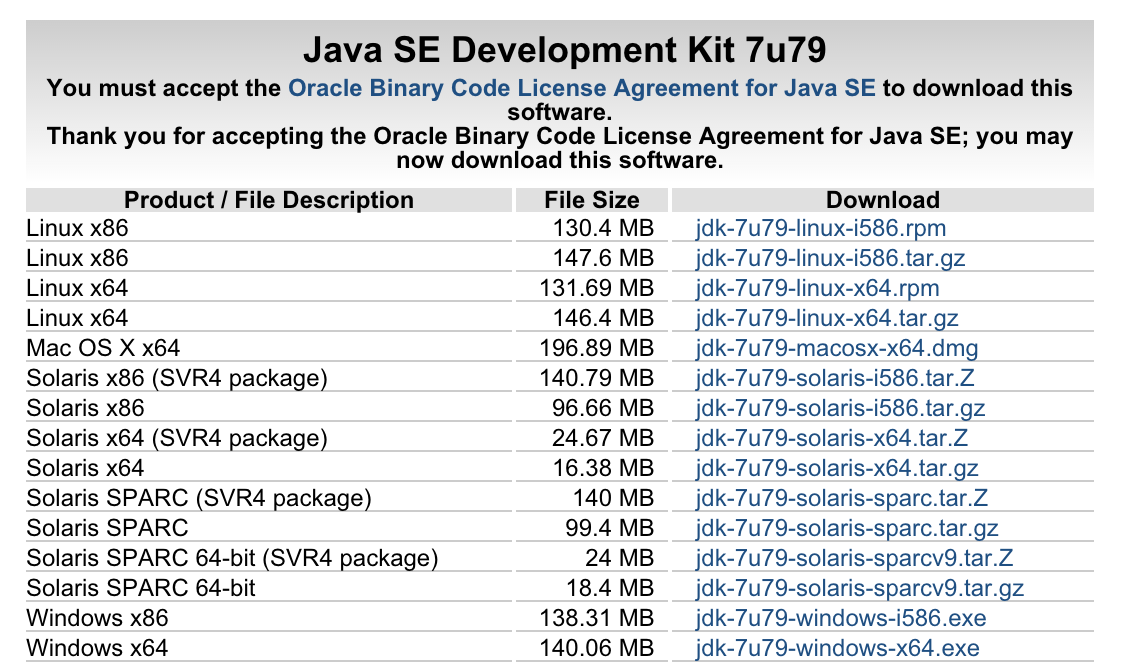 Java SE Development Kit 7u79
You must accept the Oracle Binary Code License Agreement for Java SE to download this
software.
Thank you for accepting the Oracle Binary Code License Agreement for Java SE; you may
now download this software.
Product / File Description File Size Download
Linux x86 130.4 MB jdk-7u79-linux-i586.rpm
Linux x86 147.6 MB jdk-7u79-linux-i586.tar.gz
Linux x64 131.69 MB jdk-7u79-linux-x64.rpm
Linux x64 146.4 MB jdk-7u79-linux-x64.tar.gz
Mac OS X x64 196.89 MB jdk-7u79-macosx-x64.dmg
Solaris x86 (SVR4 package) 140.79 MB jdk-7u79-solaris-i586.tar.Z
Solaris x86 96.66 MB jdk-7u79-solaris-i586.tar.gz
Solaris x64 (SVR4 package) 24.67 MB jdk-7u79-solaris-x64.tar.Z
Solaris x64 16.38 MB jdk-7u79-solaris-x64.tar.gz
Solaris SPARC (SVR4 package) 140 MB jdk-7u79-solaris-sparc.tar.Z
Solaris SPARC 99.4 MB jdk-7u79-solaris-sparc.tar.gz
Solaris SPARC 64-bit (SVR4 package) 24 MB jdk-7u79-solaris-sparcv9.tar.Z
Solaris SPARC 64-bit 18.4 MB jdk-7u79-solaris-sparcv9.tar.gz
Windows x86 138.31 MB jdk-7u79-windows-i586.exe
Windows x64 140.06 MB jdk-7u79-windows-x64.exe